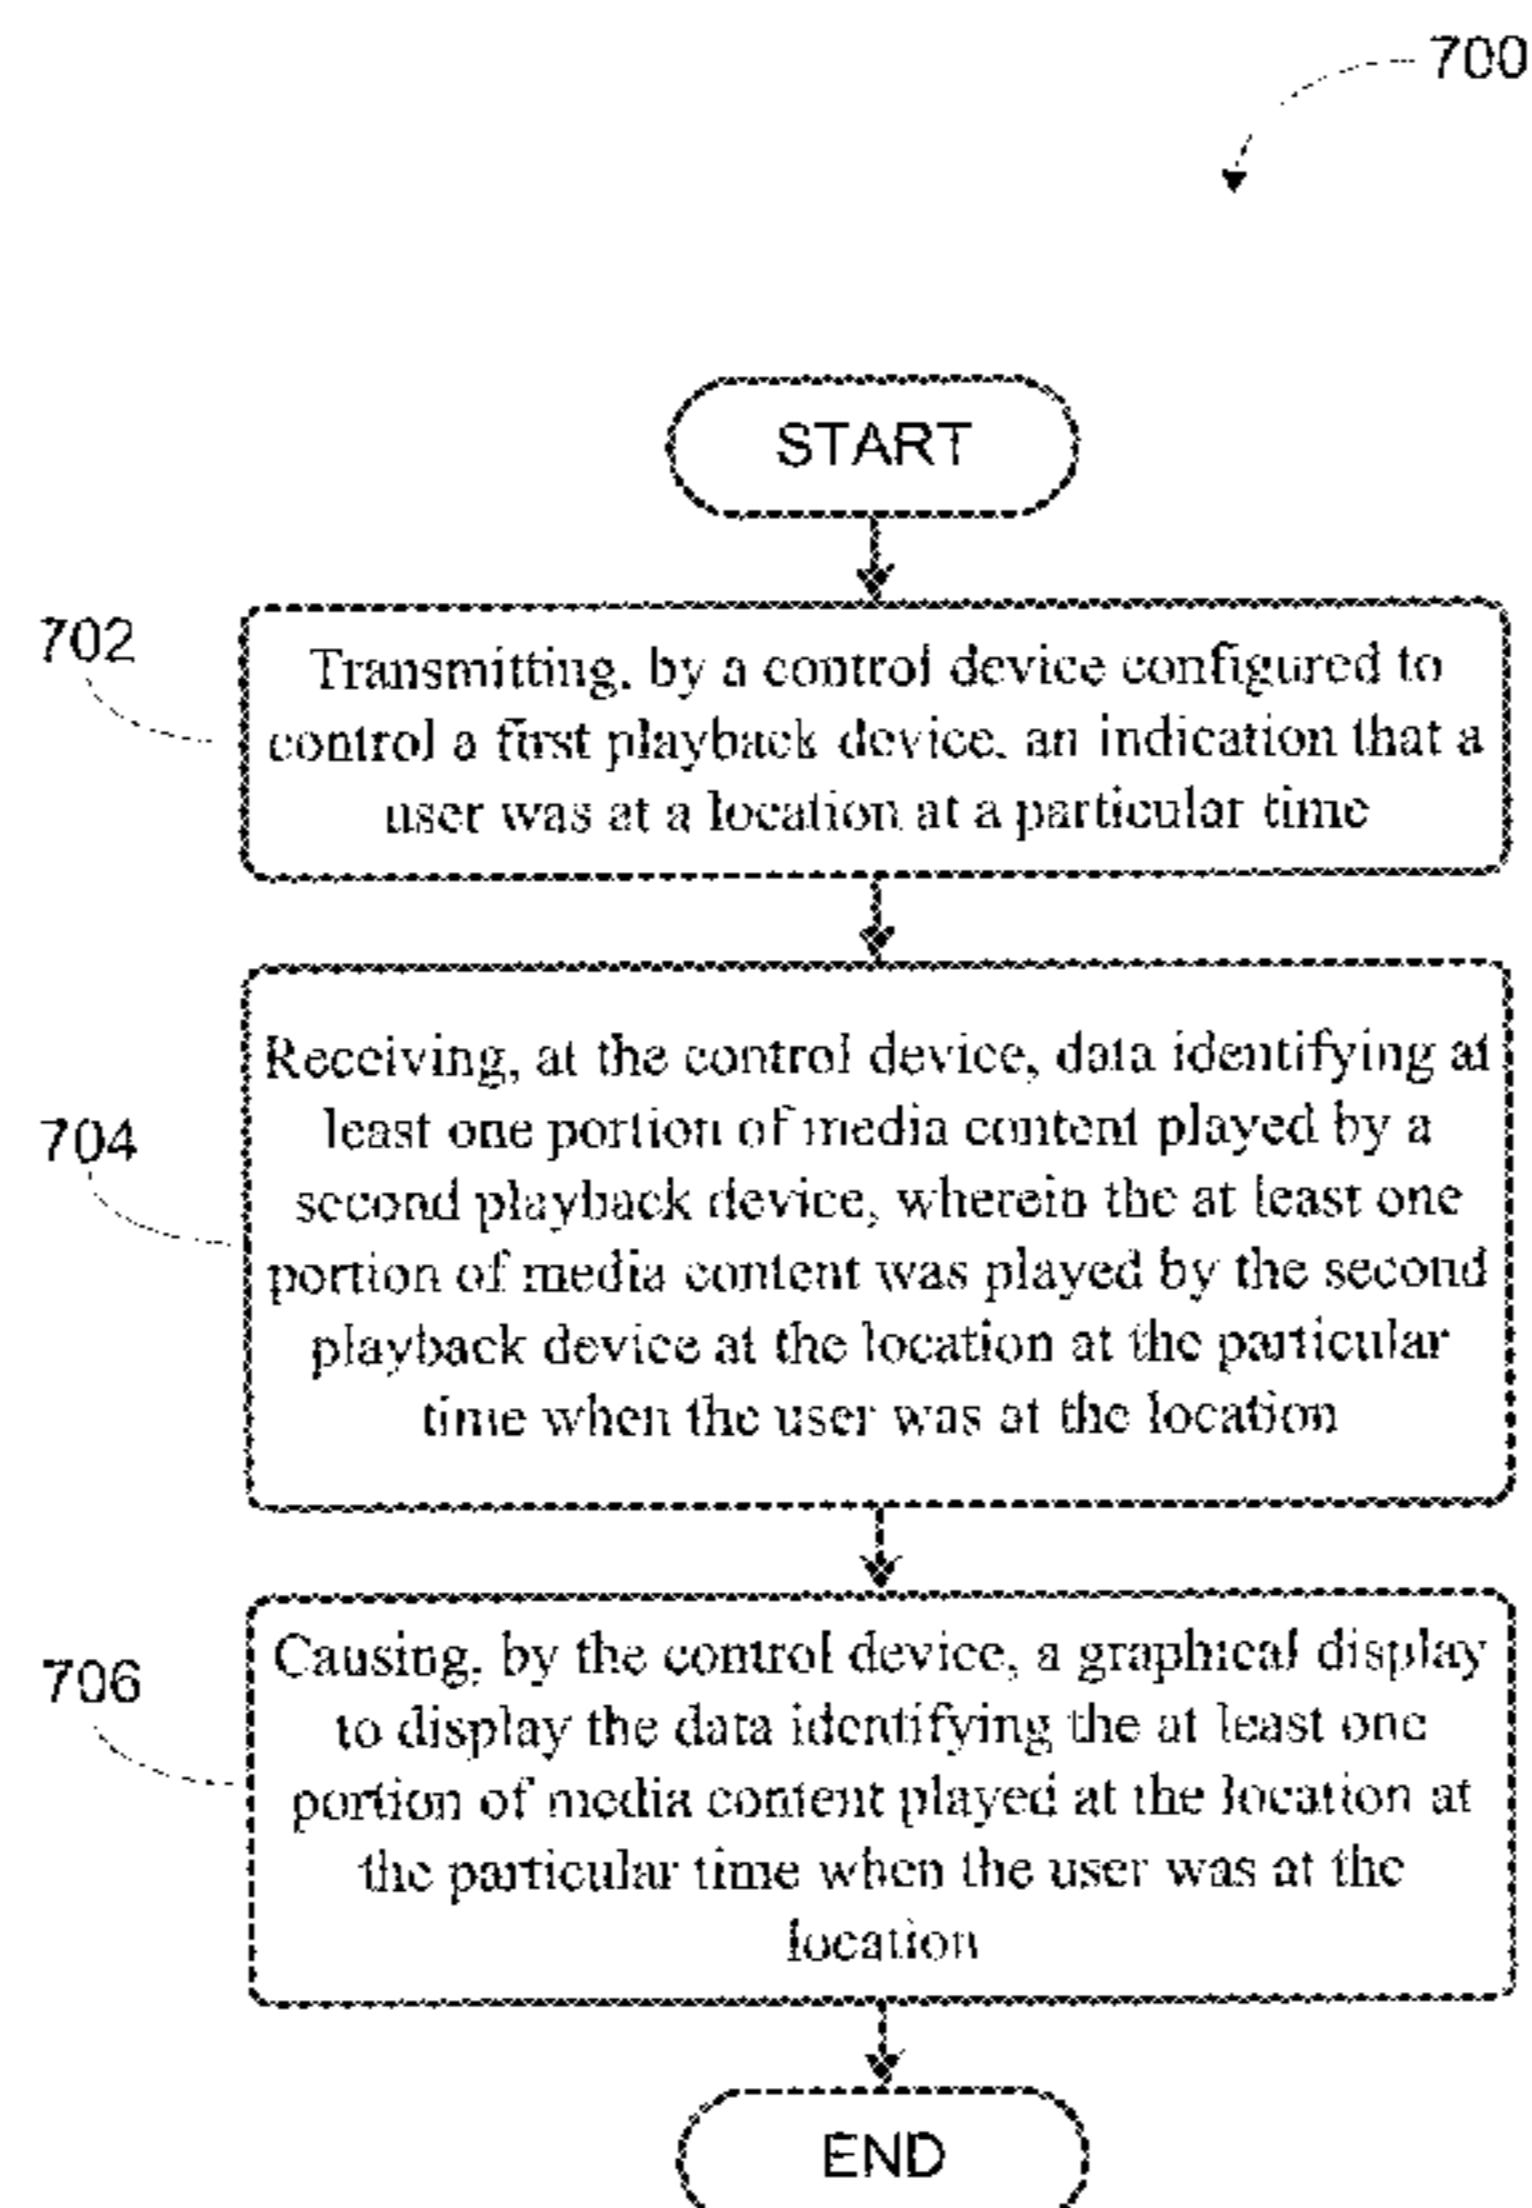 700
START
702
Transmitting, by a control device configured to
control a first playback device, an indication that a
user was at a location at a particular time
704
Receiving, at the control device, data identifying at
least one portion of media content played by a
second playback device, wherein the at least one
portion of media content was played by the second
playback device at the location at the particular
time when the user was at the location
706
Causing, by the control device, a graphical display
to display the data identifying the at least one
portion of media content played at the location at
the particular time when the user was at the
location
END